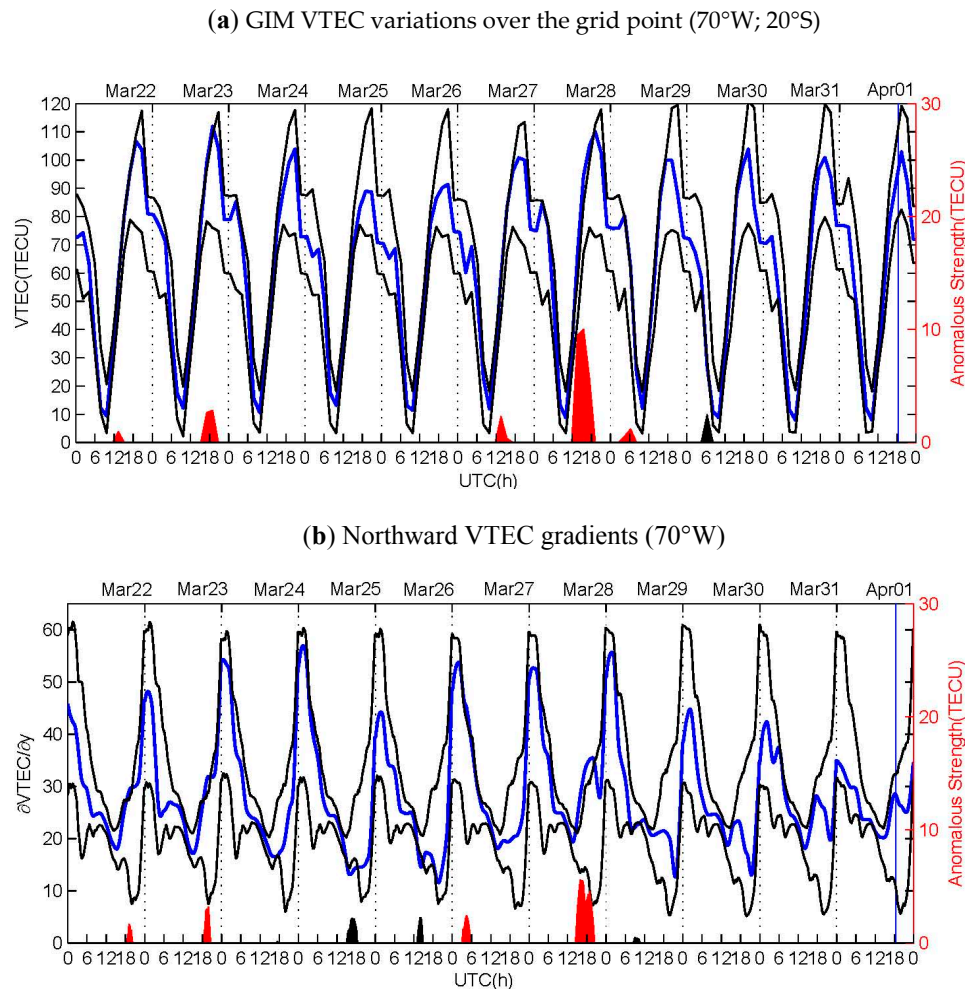 (a) GIM VTEC variations over the grid point (70°W; 20°S)
Mar22 Mar23 Mar24 Mar25 Mar26 Mar27 Mar28 Mar29 Mar30 Mar31 Apr01
120 30
110
100
90
80 20
70
60
50
40 10
30
20
10
0 0
VTEC(TECU)
Anomalous Strength(TECU)
0 6 1218 0 6 1218 0 6 1218 0 6 1218 0 6 1218 0 6 1218 0 6 1218 0 6 1218 0 6 1218 0 6 1218 0 6 1218 0
UTC(h)
(b) Northward VTEC gradients (70°W)
Mar22 Mar23 Mar24 Mar25 Mar26 Mar27 Mar28 Mar29 Mar30 Mar31 Apr01
30
60
50
20
40
30
10
20
10
0 0
∂VTEC/∂y
Anomalous Strength(TECU)
0 6 1218 0 6 1218 0 6 1218 0 6 1218 0 6 1218 0 6 1218 0 6 1218 0 6 1218 0 6 1218 0 6 1218 0 6 1218 0
UTC(h)